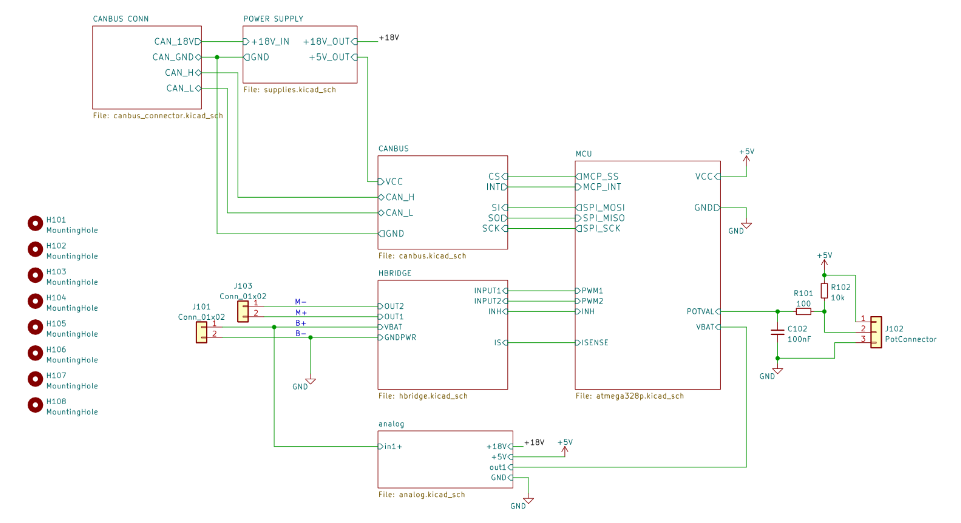 CANBUS CONN
CAN_18V
CAN_GND
CAN_H
CAN_L
File: canbus_connector.kicad_sch
POWER SUPPLY
+18V_IN +18V_OUT
GND +5V_OUT
File: supplies.kicad_sch
+18V
CANBUS
VCC
CAN_H
CAN_L
GND
CS
INT
SI
SO
SCK
File: canbus.kicad_sch
MCU
MCP_SS
MCP_INT
SPI_MOSI
SPI_MISO
SPI_SCK
PWM1
PWM2
INH
ISENSE
VCC
GND
POTVAL
VBAT
File: atmega328p.kicad_sch
+5V
GND
H101
MountingHole
H102
MountingHole
H103
MountingHole
H104
MountingHole
H105
MountingHole
H106
MountingHole
H107
MountingHole
H108
MountingHole
J103
Conn_01x02
1
2
J101
Conn_01x02
1
2
M-
M+
B+
B-
GND
HBRIDGE
OUT2
OUT1
VBAT
GNDPWR
INPUT1
INPUT2
INH
IS
File: hbridge.kicad_sch
+5V
R101
100
R102
10k
C102
100nF
GND
1
2
3
J102
PotConnector
analog
in1+
+18V
+5V
out1
GND
File: analog.kicad_sch
+18V
+5V
GND